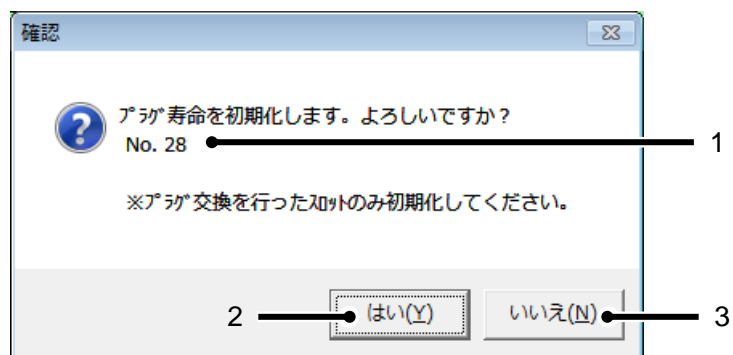 確認
プラグ寿命を初期化します。よろしいですか？
No. 28
1
※プラグ交換を行ったスロットのみ初期化してください。
2
はい(Y)
いいえ(N)
3